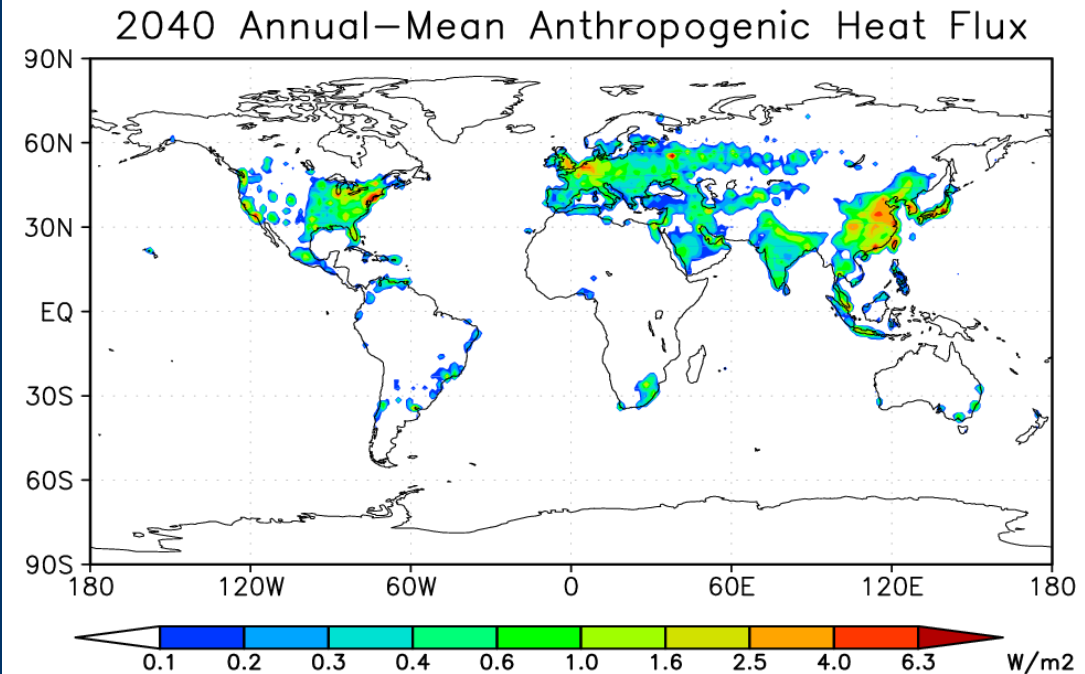 2040 Annual-Mean Anthropogenic Heat Flux
90N
60N
30N
EQ
30S
60S
90S
180 120W 60W 0 60E 120E 180
0.1 0.2 0.3 0.4 0.6 1.0 1.6 2.5 4.0 6.3 W/m2